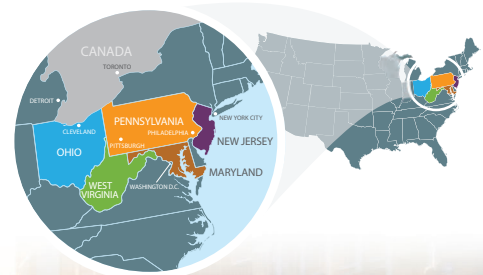 CANADA
TORONTO
DETROIT
NEW YORK CITY
PENNSYLVANIA
CLEVELAND
PHILADELPHIA
NEW JERSEY
PITTSBURGH
OHIO
MARYLAND
WEST
VIRGINIA
WASHINGTON D.C.